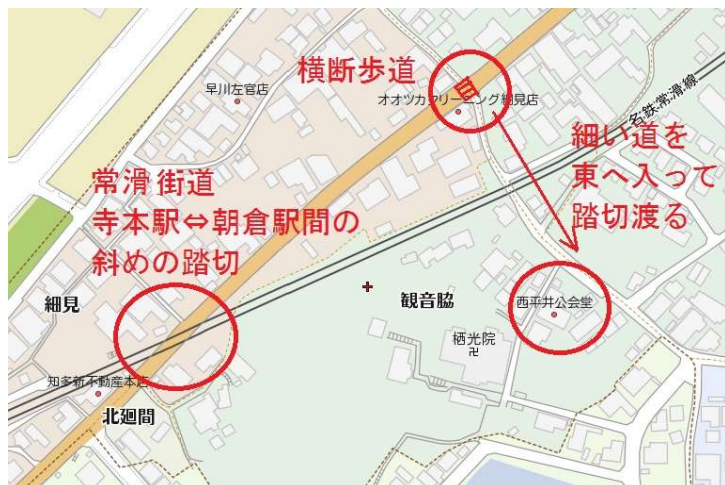 横断歩道
早川左官店
オオツカクリーニング細見店
名鉄常滑線
細い道を
東へ入って
踏切渡る
常滑 街道
寺本駅⇔朝倉駅間の
斜めの踏切
細見
観音脇
西平井公会堂
栖光院
卍
知多新不動産本店
北廻間